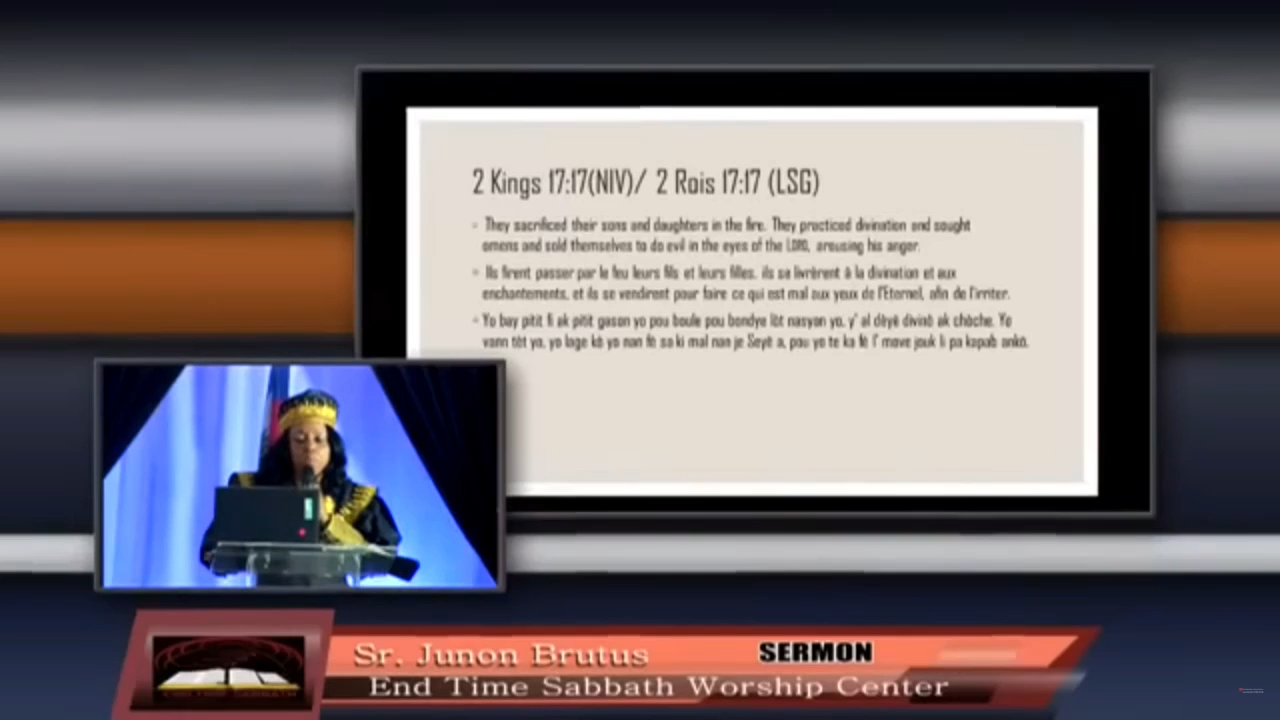 2 Kings 17:17(NIV)/ 2 Rois 17:17 (LSG)
They sacrificed their sons and daughters in the fire. They practiced divination and sought
omens and sold themselves to do evil in the eyes of the LORD, arousing his anger.
Ils firent passer par le feu leurs fils et leurs filles, ils se livrèrent à la divination et aux
enchantements, et ils se vendirent pour faire ce qui est mal aux yeux de l'Eternel, afin de l'irriter.
Yo bay pitit fi ak pitit gason yo pou boule pou bondye lòt nasyon yo, y' al dèyè divinò ak chòche. Yo
vann tèt yo, yo lage kò yo nan fè sa ki mal nan je Seyè a, pou yo te ka fè l' move jouk li pa kapab ankò.
Sr. Junon Brutus
SERMON
End Time Sabbath Worship Center